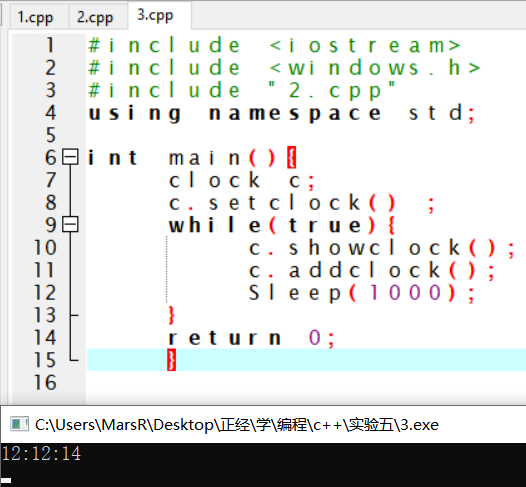 1.cpp 2.cpp 3.cpp
1 #include <iostream>
2 #include <windows.h>
3 #include "2.cpp"
4 using namespace std;
5
6 int main(){
7 clock c;
8 c.setclock() ;
9 while(true){
10 c.showclock();
11 c.addclock();
12 Sleep(1000);
13 }
14 return 0;
15 }
16
C:\Users\MarsR\Desktop\正经\学\编程\c++\实验五\3.exe
12:12:14